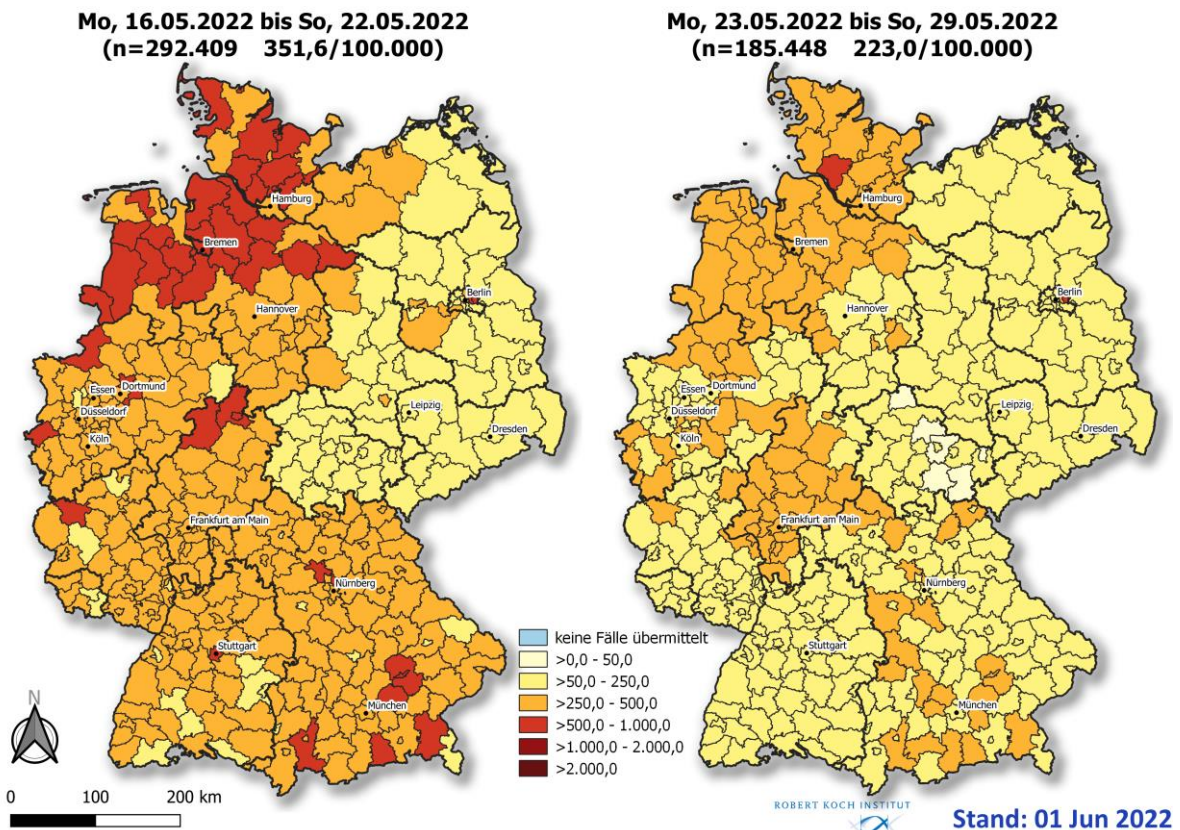 Mo, 16.05.2022 bis So, 22.05.2022
(n=292.409 351,6/100.000)
Mo, 23.05.2022 bis So, 29.05.2022
(n=185.448 223,0/100.000)
Hamburg
Bremen
Berlin
Hannover
Essen
Dortmund
Düsseldorf
Köln
Leipzig
Dresden
Frankfurt am Main
Nürnberg
Stuttgart
München
Hamburg
Bremen
Berlin
Hannover
Essen
Dortmund
Düsseldorf
Köln
Leipzig
Dresden
Frankfurt am Main
Nürnberg
Stuttgart
München
keine Fälle übermittelt
>0,0 - 50,0
>50,0 - 250,0
>250,0 - 500,0
>500,0 - 1.000,0
>1.000,0 - 2.000,0
>2.000,0
N
0 100 200 km
ROBERT KOCH INSTITUT
Stand: 01 Jun 2022